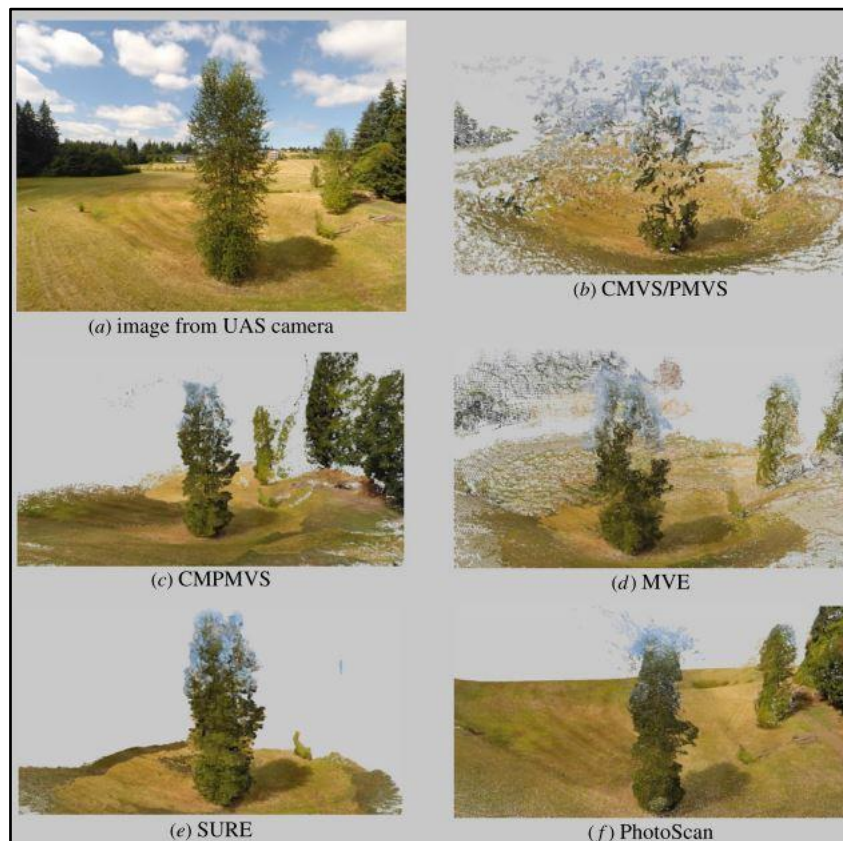 (a) image from UAS camera
(b) CMVS/PMVS
(c) CMPMVS
(d) MVE
(e) SURE
(f) PhotoScan